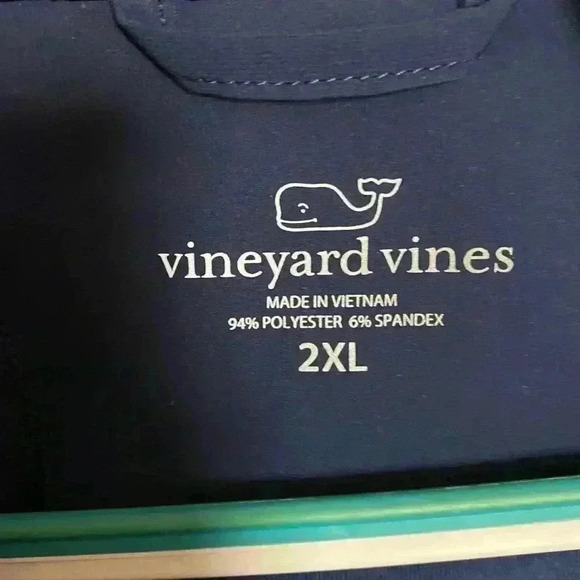 vineyard vines
MADE IN VIETNAM
94% POLYESTER 6% SPANDEX
2XL